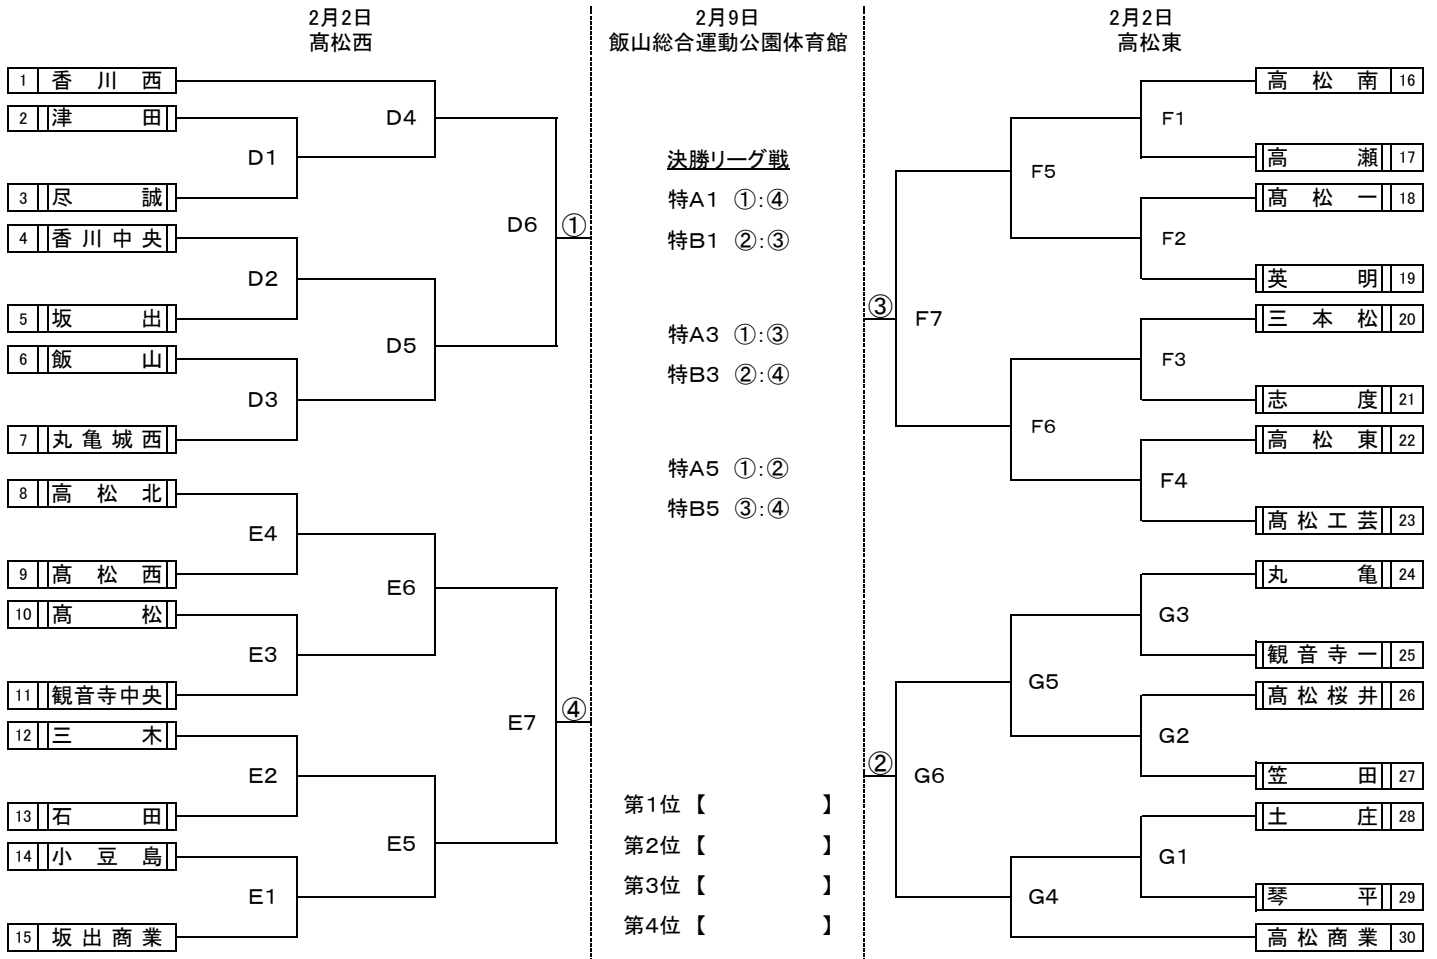 2月2日
髙松西
1 香川西
2 津田
3 尽誠
4 香川中央
5 坂出
6 飯山
7 丸亀城西
8 高松北
9 髙松西
10 髙松
11 観音寺中央
12 三木
13 石田
14 小豆島
15 坂出商業
D1
D2
D3
D4
D5
D6
①
E4
E3
E2
E1
E6
E5
E7
④
2月9日
飯山総合運動公園体育館
決勝リーグ戦
特A1 ①:④
特B1 ②:③
特A3 ①:③
特B3 ②:④
特A5 ①:②
特B5 ③:④
第1位【 】
第2位【 】
第3位【 】
第4位【 】
2月2日
高松東
③
F7
F5
F6
F1
F2
F3
F4
②
G6
G5
G4
G3
G2
G1
高松南 16
高瀬 17
髙松一 18
英明 19
三本松 20
志度 21
高松東 22
髙松工芸 23
丸亀 24
観音寺一 25
髙松桜井 26
笠田 27
土庄 28
琴平 29
高松商業 30